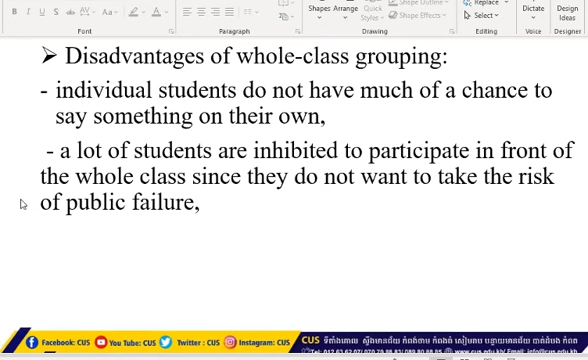 Replace
Shapes Arrange Quick Styles Shape Effects
Select
Dictate
Design Ideas
B I U S ab AV Aa A
Font Paragraph Drawing Editing Voice Designer
➢ Disadvantages of whole-class grouping:
- individual students do not have much of a chance to
say something on their own,
- a lot of students are inhibited to participate in front of
the whole class since they do not want to take the risk
of public failure,
Facebook: CUS You Tube: CUS Twitter : CUS Instagram: CUS CUS